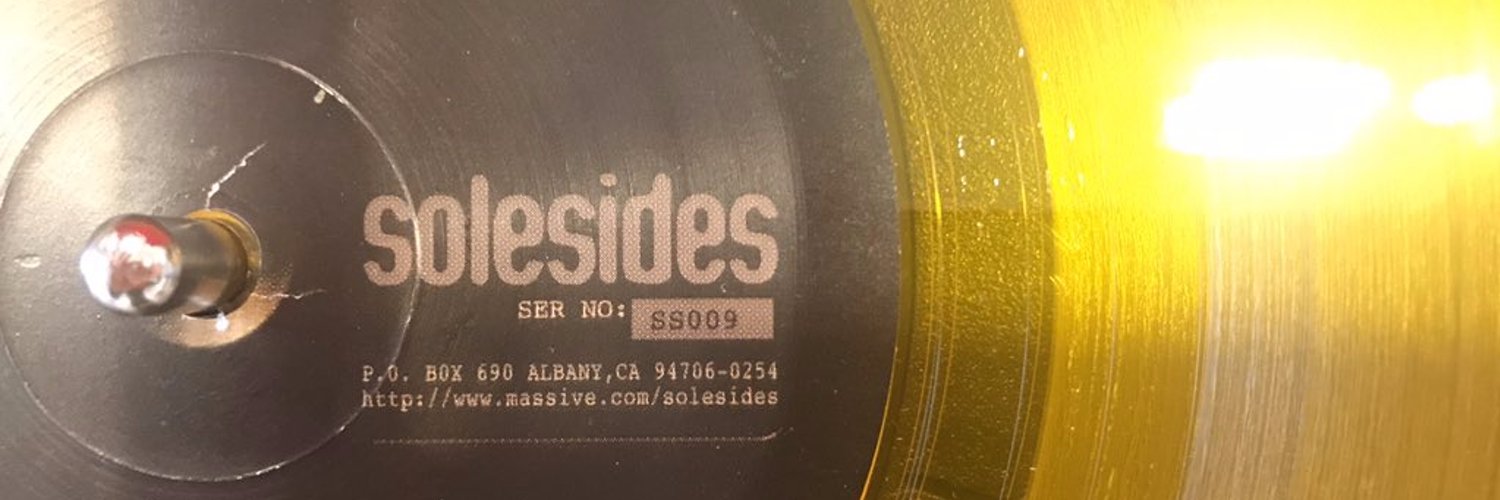 solesides
SER NO: SS009
P.O. BOX 690 ALBANY,CA 94706-0254
http://www.massive.com/solesides